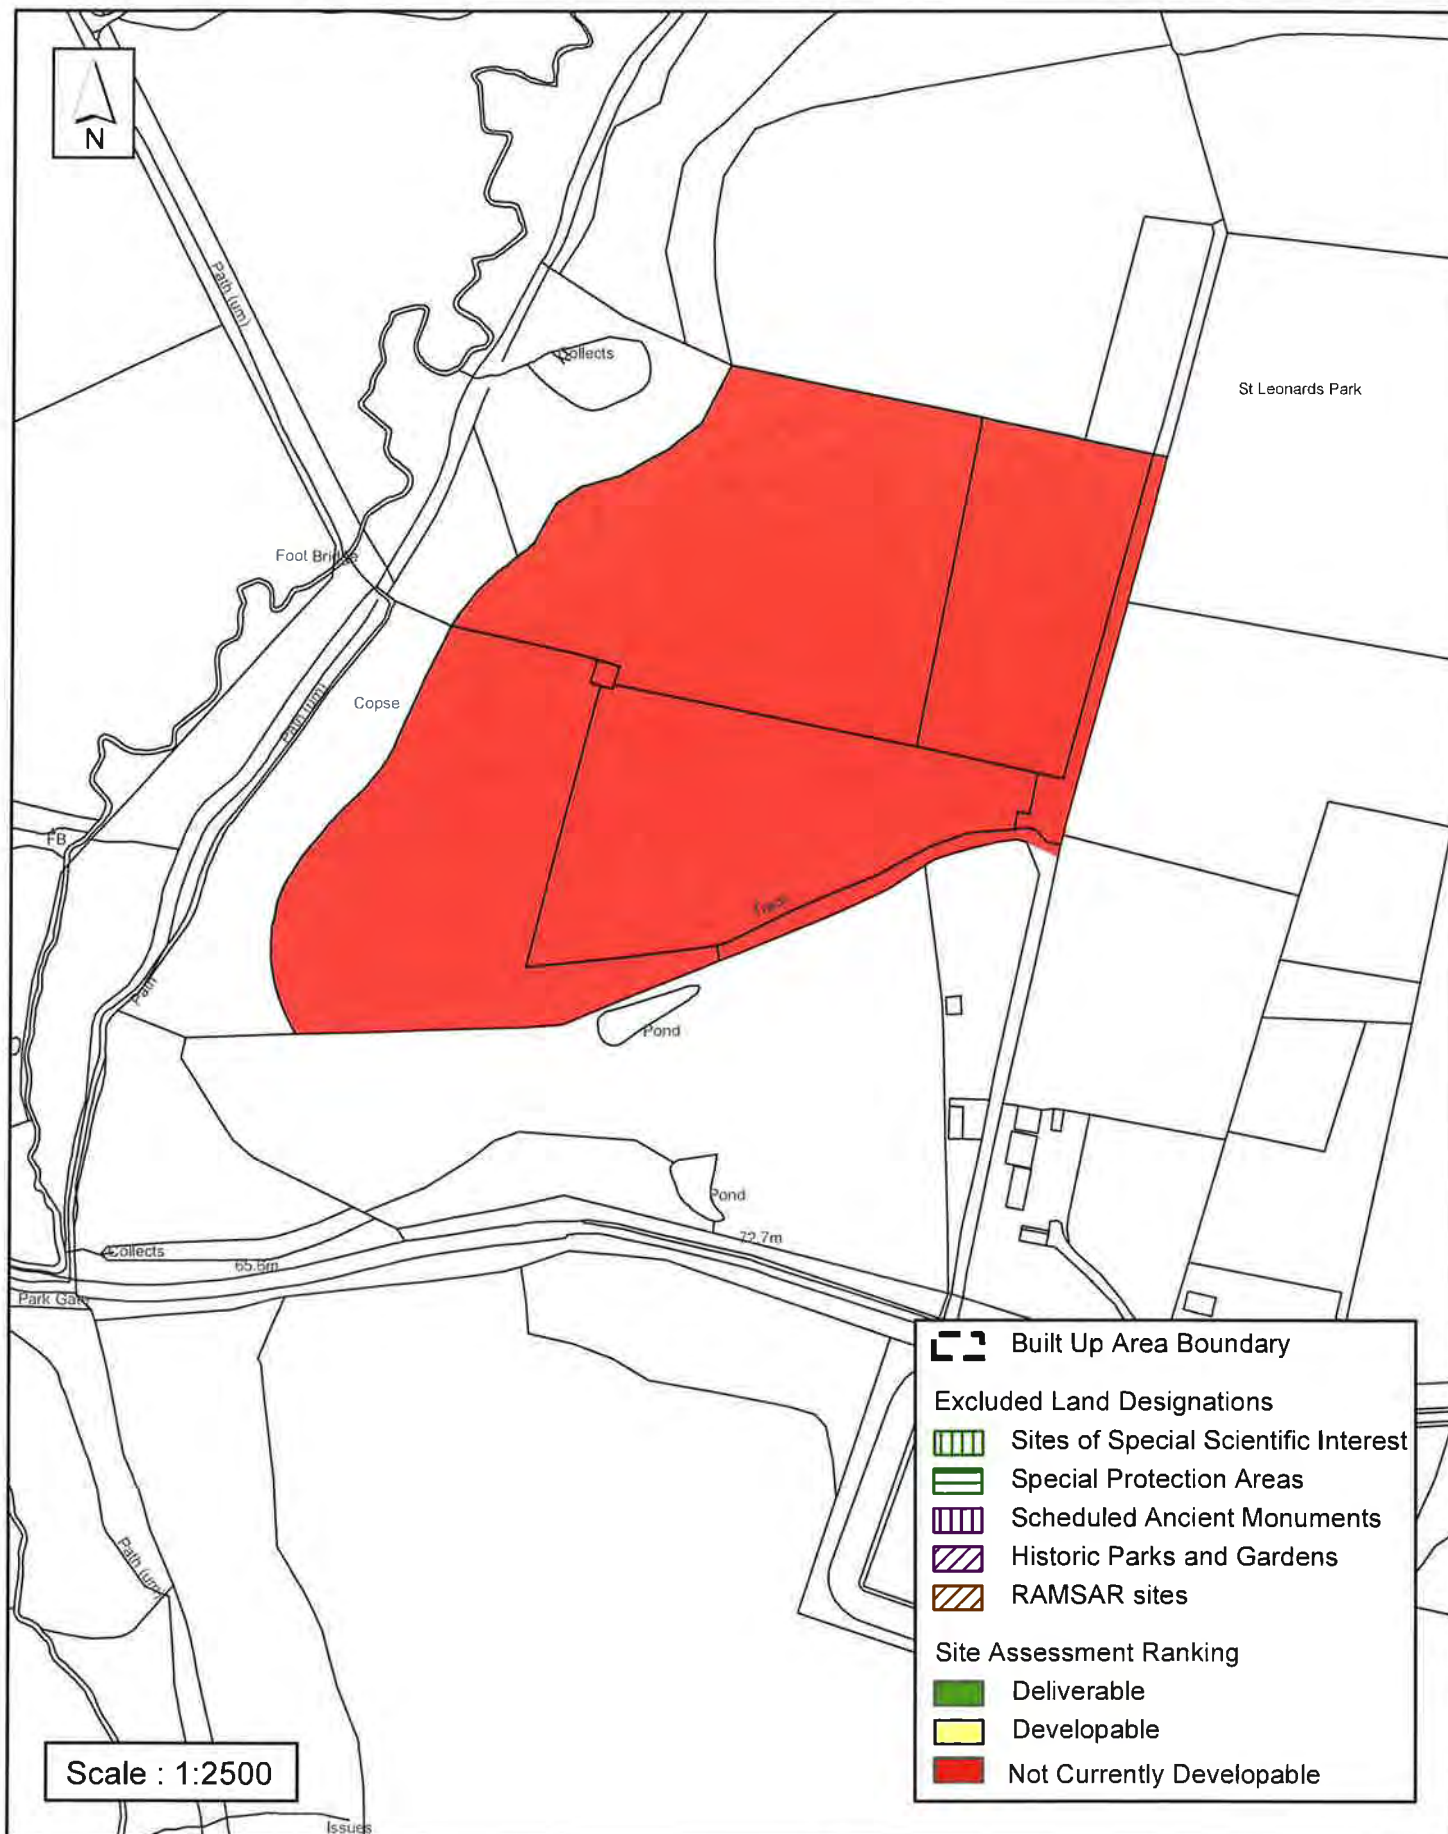 N
Path (um)
Collects
St Leonards Park
Foot Bridge
Path (um)
Copse
FB
Track
Path
Pond
Pond
72.7m
Collects
65.6m
Park Gate
Path (um)
Issues
Scale : 1:2500
Built Up Area Boundary
Excluded Land Designations
Sites of Special Scientific Interest
Special Protection Areas
Scheduled Ancient Monuments
Historic Parks and Gardens
RAMSAR sites
Site Assessment Ranking
Deliverable
Developable
Not Currently Developable